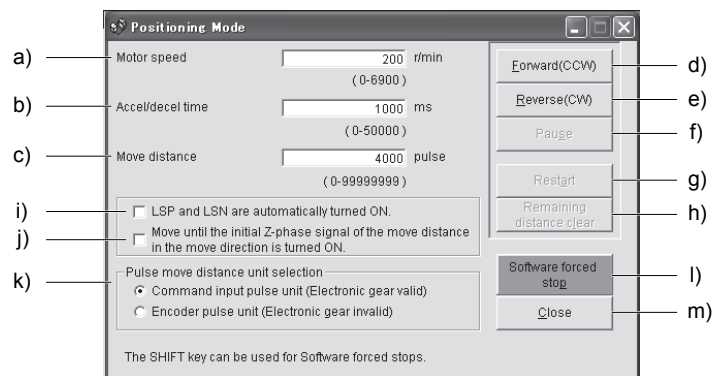 Positioning Mode
a) Motor speed 200 r/min
(0-6900)
b) Accel/decel time 1000 ms
(0-50000)
c) Move distance 4000 pulse
(0-99999999)
i) LSP and LSN are automatically turned ON.
j) Move until the initial Z-phase signal of the move distance
in the move direction is turned ON.
k) Pulse move distance unit selection
Command input pulse unit (Electronic gear valid)
Encoder pulse unit (Electronic gear invalid)
The SHIFT key can be used for Software forced stops.
Forward(CCW) d)
Reverse(CW) e)
Pause f)
Restart g)
Remaining
distance clear h)
Software forced
stop l)
Close m)